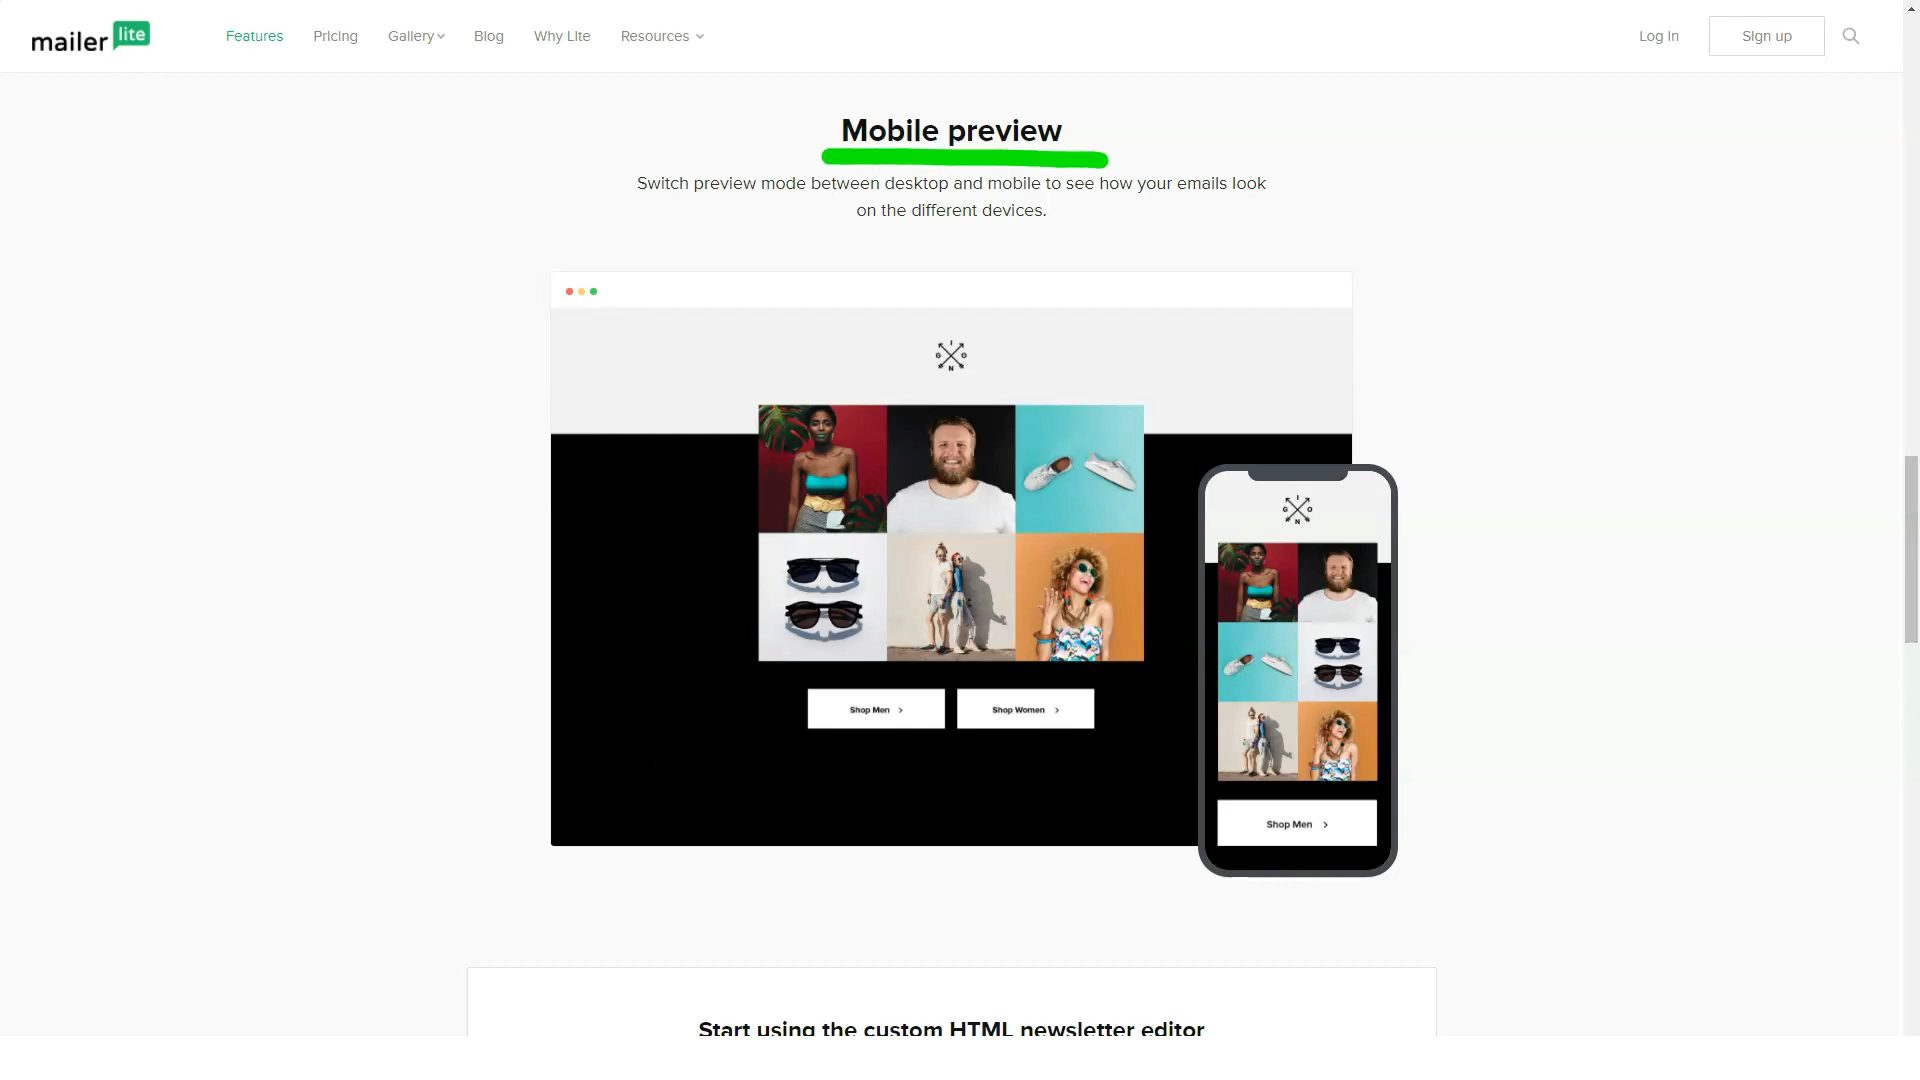 mailer lite
Features Pricing Gallery Blog Why Lite Resources Log In Sign up
Mobile preview
Switch preview mode between desktop and mobile to see how your emails look
on the different devices.
I
G O
N
I
G O
N
Shop Men Shop Women
Shop Men
Start using the custom HTML newsletter editor